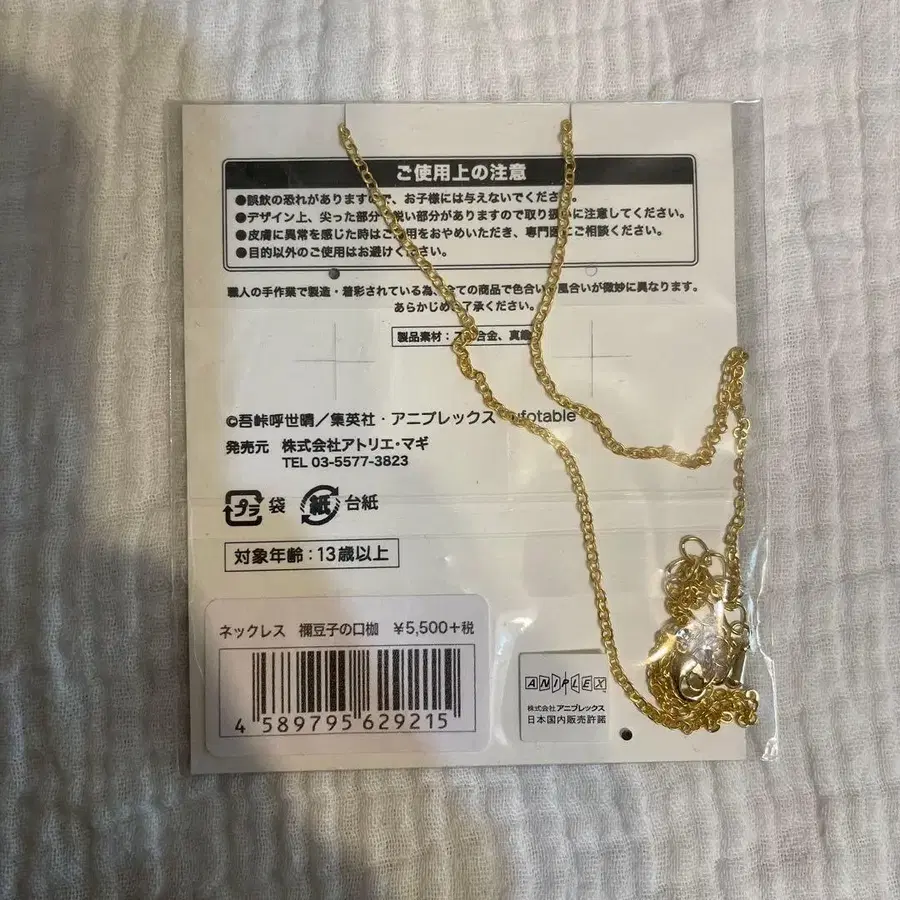 ご使用上の注意
●誤飲の恐れがありますので、お子様には与えないでください。
●デザイン上、尖った部分や鋭い部分がありますので取り扱いに注意してください。
●皮膚に異常を感じた時はご使用をおやめいただき、専門医にご相談ください。
●目的以外のご使用はお避けください。
職人の手作業で製造・着彩されている為、全ての商品で色合い・風合いが微妙に異なります。
あらかじめご了承ください。
製品素材: 合金、真鍮
©吾峠呼世晴／集英社・アニプレックス・ufotable
発売元 株式会社アトリエ・マギ
TEL 03-5577-3823
プラ 袋 紙 台紙
対象年齢:13歳以上
ネックレス 禰豆子の口枷 ¥5,500+税
4 589795 629215
ANIPLEX
株式会社アニプレックス
日本国内販売許諾